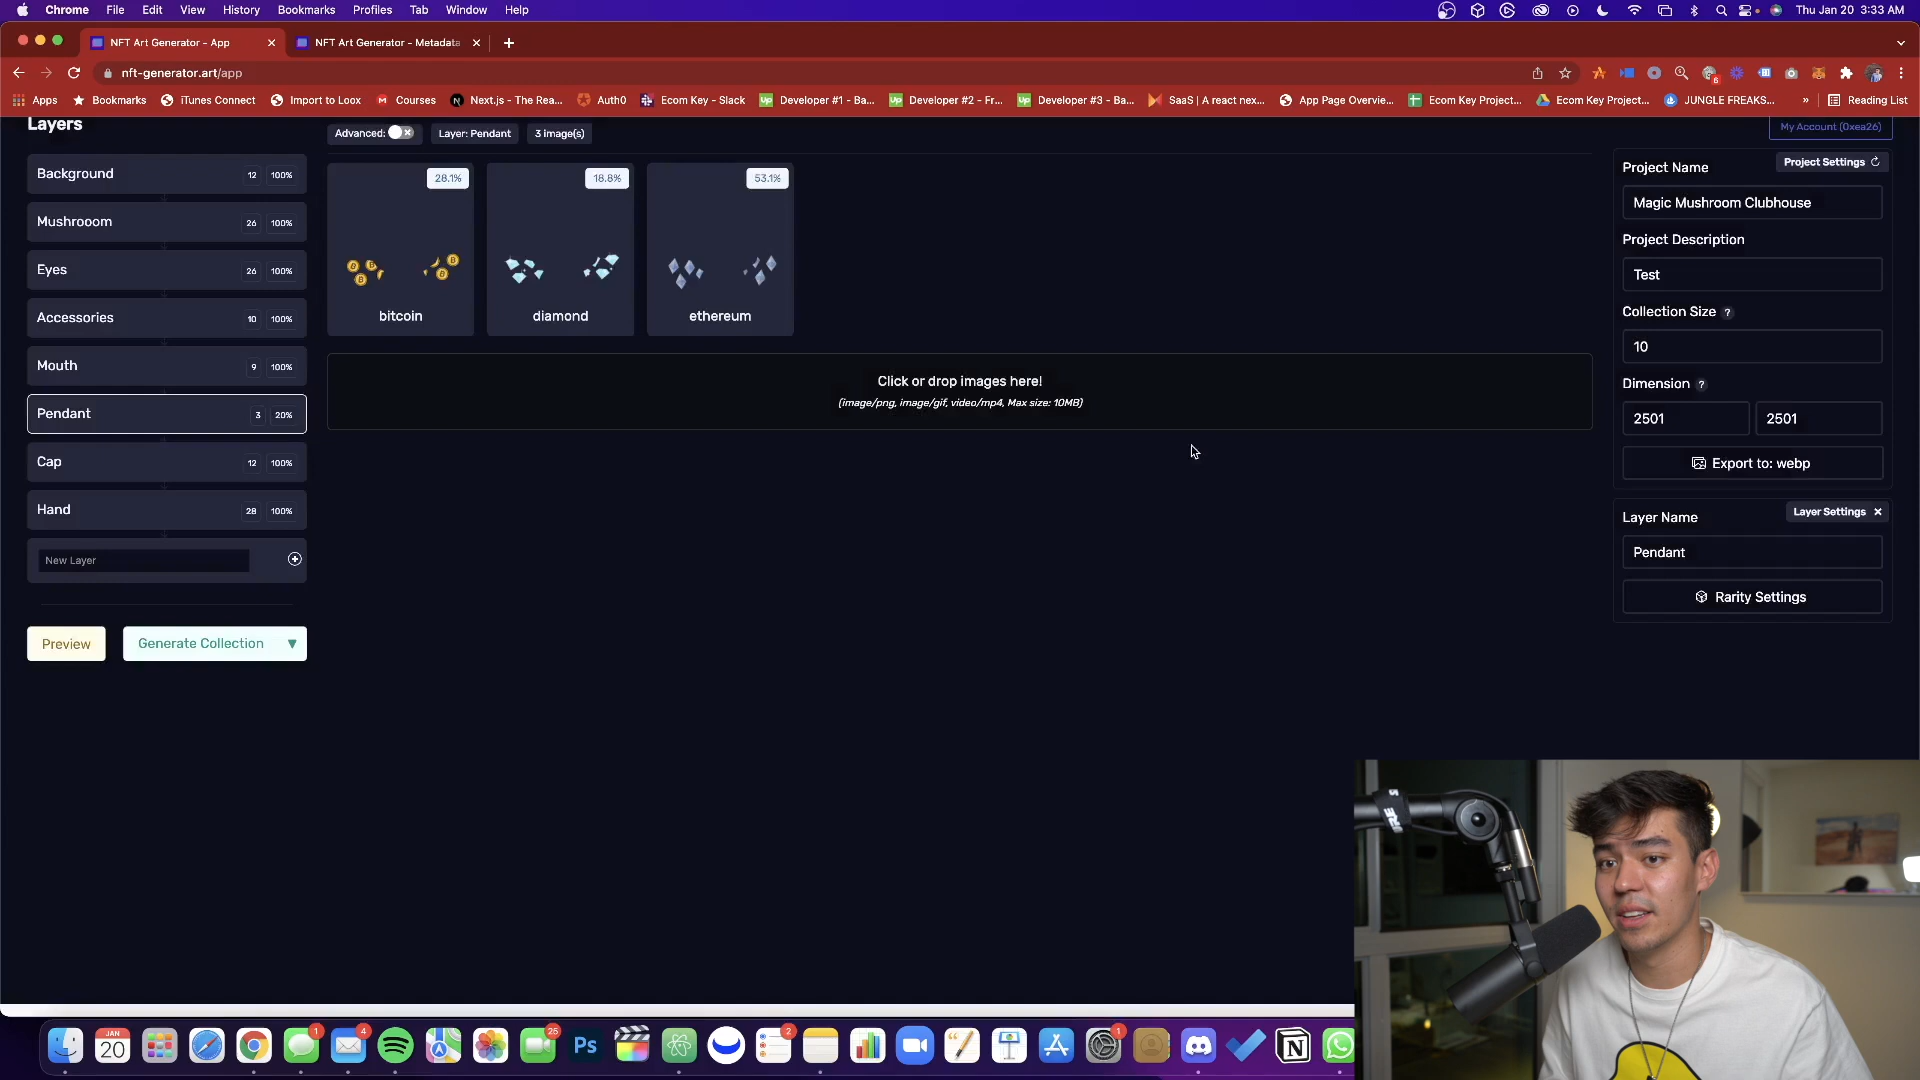 Chrome File Edit View History Bookmarks Profiles Tab Window Help Thu Jan 20 3:33 AM
NFT Art Generator - App NFT Art Generator - Metadata
nft-generator.art/app
Apps Bookmarks iTunes Connect Import to Loox Courses Next.js - The Rea... Auth0 Ecom Key - Slack Developer #1 - Ba... Developer #2 - Fr... Developer #3 - Ba... SaaS | A react nex... App Page Overvie... Ecom Key Project... Ecom Key Project... JUNGLE FREAKS... » Reading List
Layers
Advanced: Layer: Pendant 3 image(s)
My Account (0xea26)
Background 12 100%
Mushrooom 26 100%
Eyes 26 100%
Accessories 10 100%
Mouth 9 100%
Pendant 3 20%
Cap 12 100%
Hand 28 100%
New Layer
Preview Generate Collection ▼
28.1% 18.8% 53.1%
bitcoin diamond ethereum
Click or drop images here!
(image/png, image/gif, video/mp4, Max size: 10MB)
Project Name Project Settings
Magic Mushroom Clubhouse
Project Description
Test
Collection Size ?
10
Dimension ?
2501 2501
Export to: webp
Layer Name Layer Settings
Pendant
Rarity Settings
JAN
20
1
4
25
Ps
2
1